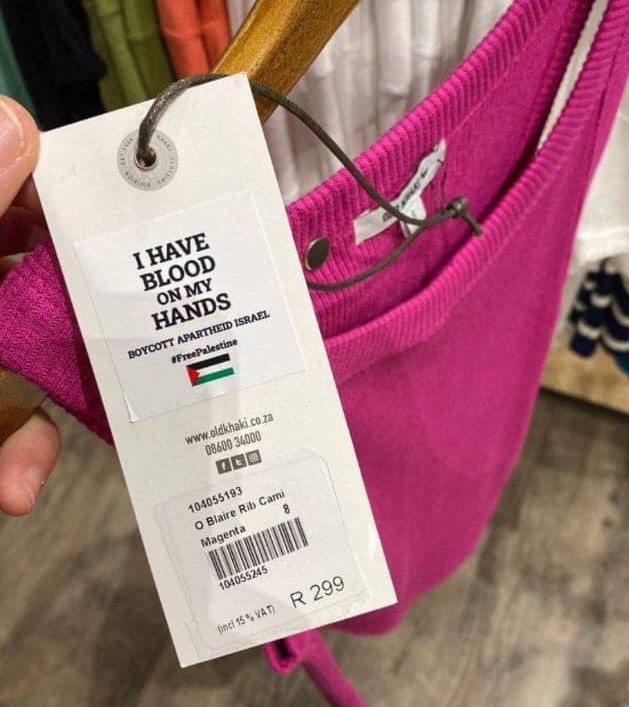 I HAVE
BLOOD
ON MY
HANDS
BOYCOTT APARTHEID ISRAEL
#FreePalestine
www.oldkhaki.co.za
08600 34000
104055193
O Blaire Rib Cami
Magenta 8
104055245
(incl 15% VAT) R 299